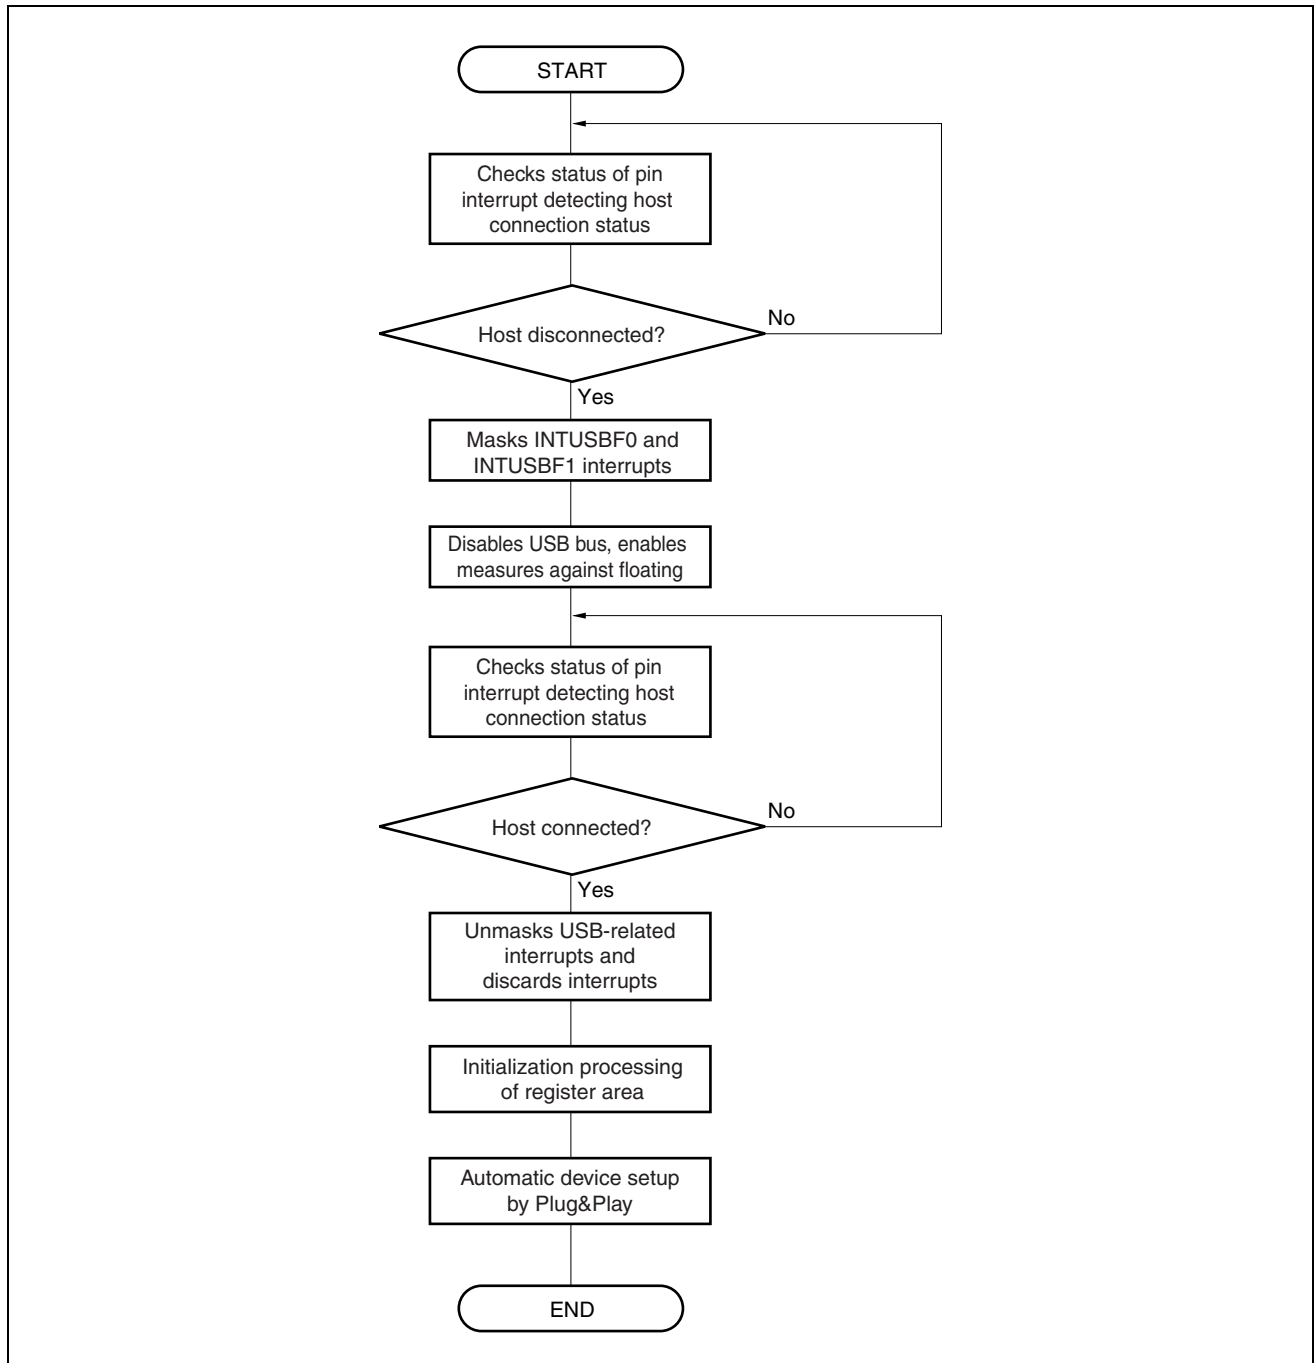 START
Checks status of pin
interrupt detecting host
connection status
Host disconnected?
No
Yes
Masks INTUSBF0 and
INTUSBF1 interrupts
Disables USB bus, enables
measures against floating
Checks status of pin
interrupt detecting host
connection status
Host connected?
No
Yes
Unmasks USB-related
interrupts and
discards interrupts
Initialization processing
of register area
Automatic device setup
by Plug&Play
END